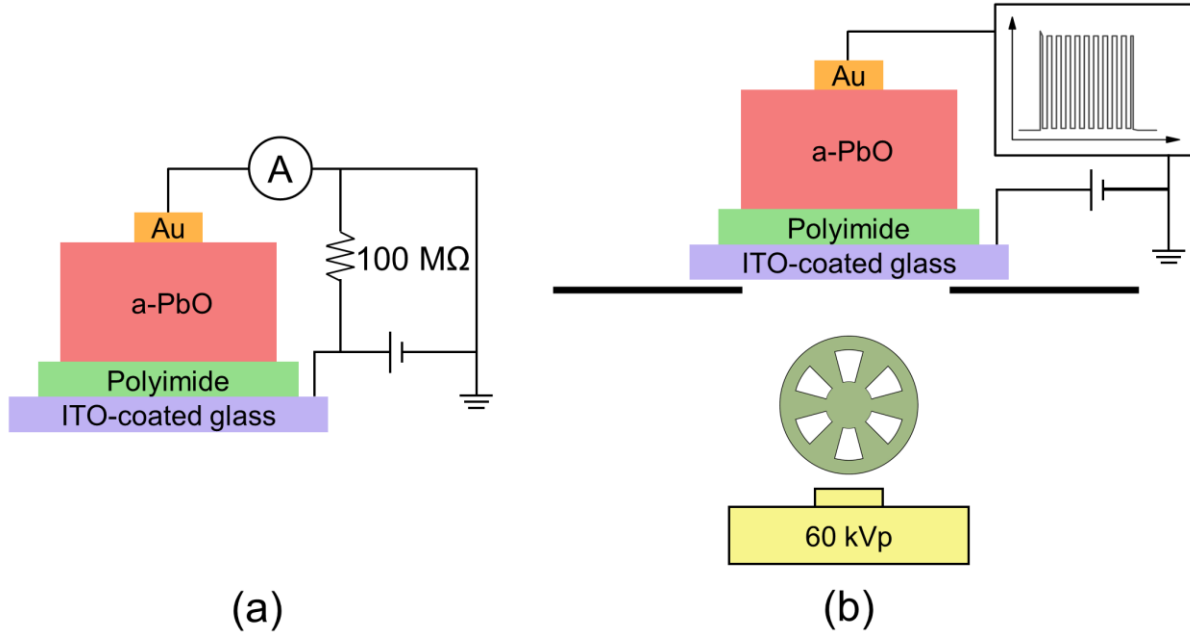 A
Au
100 MΩ
a-PbO
Polyimide
ITO-coated glass
(a)
Au
a-PbO
Polyimide
ITO-coated glass
60 kVp
(b)